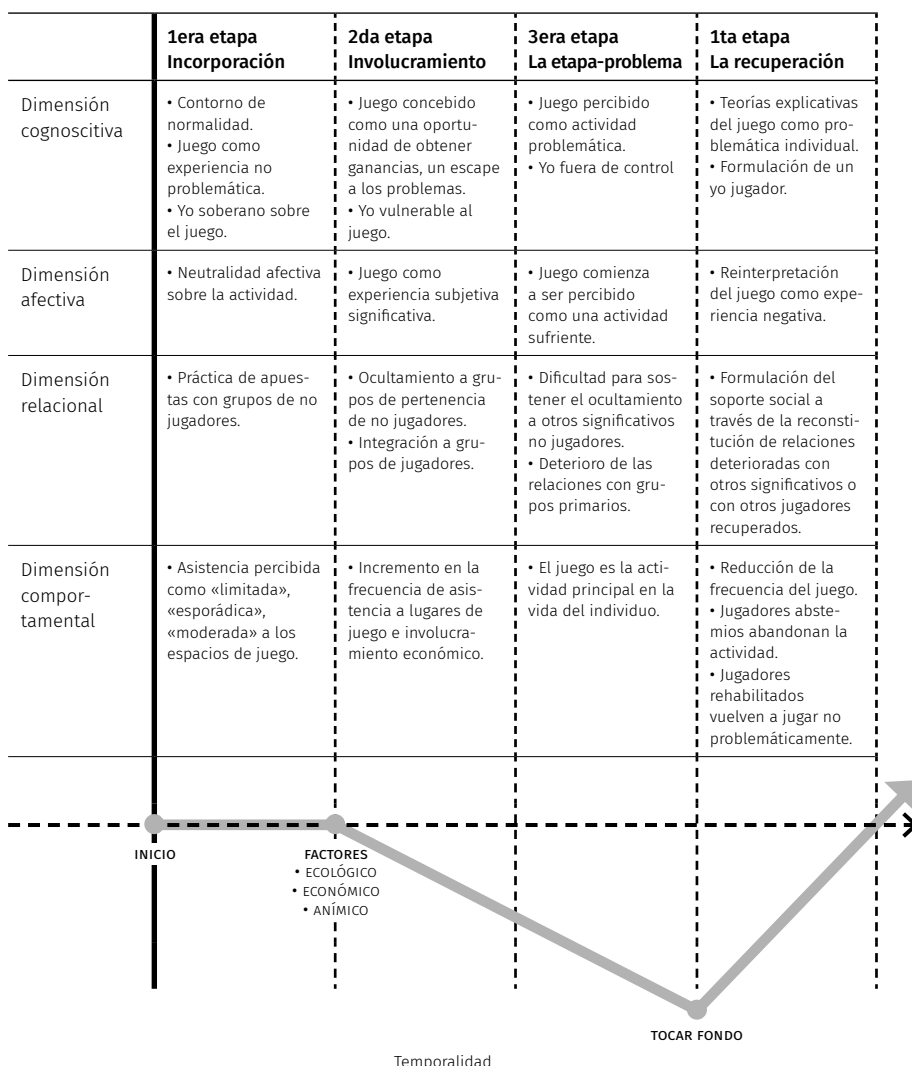 1era etapa
Incorporación
2da etapa
Involucramiento
3era etapa
La etapa-problema
1ta etapa
La recuperación
Dimensión
cognoscitiva
• Contorno de
normalidad.
• Juego como
experiencia no
problemática.
• Yo soberano sobre
el juego.
• Juego concebido
como una oportu-
nidad de obtener
ganancias, un escape
a los problemas.
• Yo vulnerable al
juego.
• Juego percibido
como actividad
problemática.
• Yo fuera de control
• Teorías explicativas
del juego como pro-
blemática individual.
• Formulación de un
yo jugador.
Dimensión
afectiva
• Neutralidad afectiva
sobre la actividad.
• Juego como
experiencia subjetiva
significativa.
• Juego comienza
a ser percibido
como una actividad
sufriente.
• Reinterpretación
del juego como expe-
riencia negativa.
Dimensión
relacional
• Práctica de apues-
tas con grupos de no
jugadores.
• Ocultamiento a gru-
pos de pertenencia
de no jugadores.
• Integración a gru-
pos de jugadores.
• Dificultad para sos-
tener el ocultamiento
a otros significativos
no jugadores.
• Deterioro de las
relaciones con gru-
pos primarios.
• Formulación del
soporte social a
través de la reconsti-
tución de relaciones
deterioradas con
otros significativos o
con otros jugadores
recuperados.
Dimensión
compor-
tamental
• Asistencia percibida
como «limitada»,
«esporádica»,
«moderada» a los
espacios de juego.
• Incremento en la
frecuencia de asis-
tencia a lugares de
juego e involucra-
miento económico.
• El juego es la acti-
vidad principal en la
vida del individuo.
• Reducción de la
frecuencia del juego.
• Jugadores abste-
mios abandonan la
actividad.
• Jugadores
rehabilitados
vuelven a jugar no
problemáticamente.
INICIO
FACTORES
• ECOLÓGICO
• ECONÓMICO
• ANÍMICO
TOCAR FONDO
Temporalidad